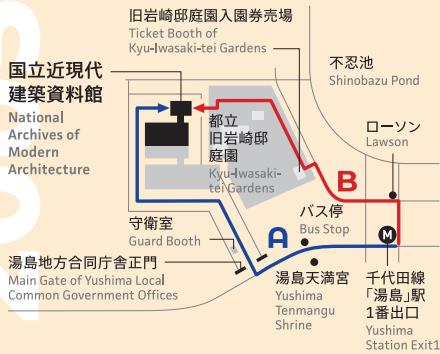 旧岩崎邸庭園入園券売場
Ticket Booth of
Kyu-Iwasaki-tei Gardens
国立近現代
建築資料館
National
Archives of
Modern
Architecture
不忍池
Shinobazu Pond
都立
旧岩崎邸
庭園
Kyu-Iwasaki-
tei Gardens
ローソン
Lawson
B
守衛室
Guard Booth
A
バス停
Bus Stop
M
湯島地方合同庁舎正門
Main Gate of Yushima Local
Common Government Offices
湯島天満宮
Yushima
Tenmangu
Shrine
千代田線
「湯島」駅
1番出口
Yushima
Station Exit1